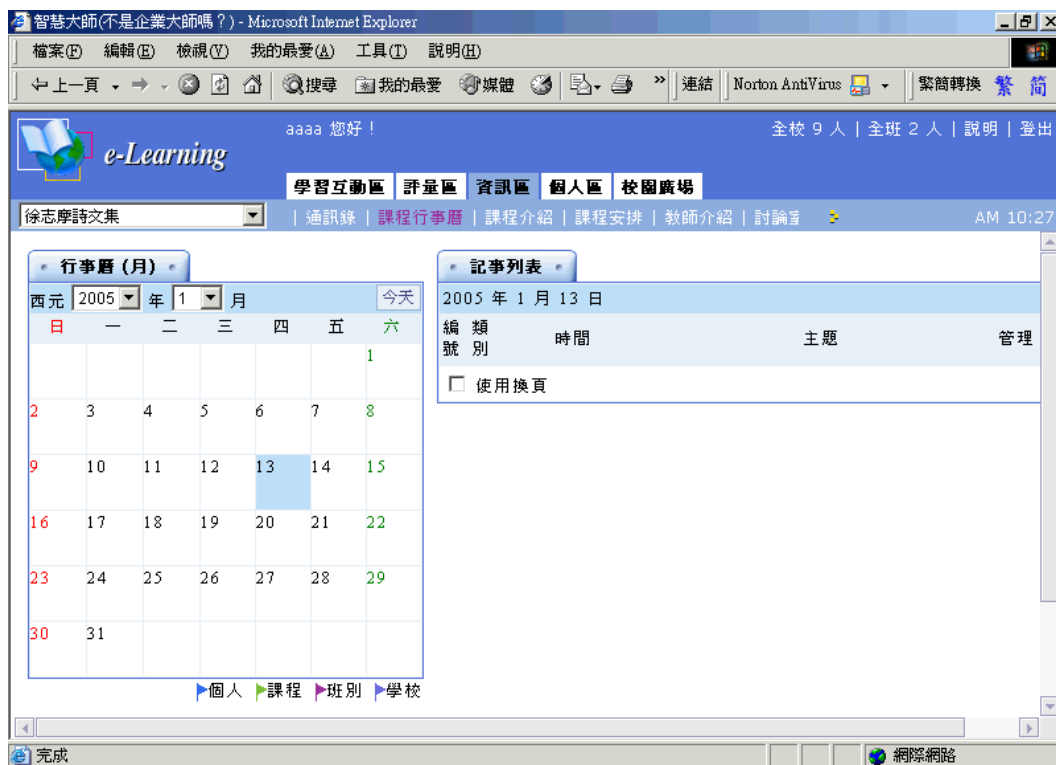 智慧大師(不是企業大師嗎？) - Microsoft Internet Explorer
檔案(F) 編輯(E) 檢視(V) 我的最愛(A) 工具(T) 說明(H)
上一頁 搜尋 我的最愛 媒體 » 連結 Norton AntiVirus 繁簡轉換 繁 简
aaaa 您好！ 全校 9 人 | 全班 2 人 | 說明 | 登出
e-Learning
學習互動區 評量區 資訊區 個人區 校園廣場
徐志摩詩文集 | 通訊錄 | 課程行事曆 | 課程介紹 | 課程安排 | 教師介紹 | 討論 AM 10:27
行事曆 (月)
西元 2005 年 1 月 今天
日 一 二 三 四 五 六
1
2 3 4 5 6 7 8
9 10 11 12 13 14 15
16 17 18 19 20 21 22
23 24 25 26 27 28 29
30 31
個人 課程 班別 學校
記事列表
2005 年 1 月 13 日
編號 類別 時間 主題 管理
使用換頁
完成 網際網路